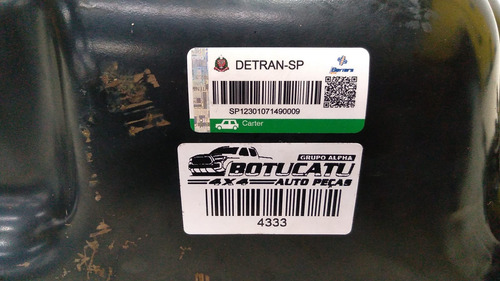 DETRAN-SP
SP12301071490009
Carter
GRUPO ALPHA
BOTUCATU
4X4 AUTO PEÇAS
4333